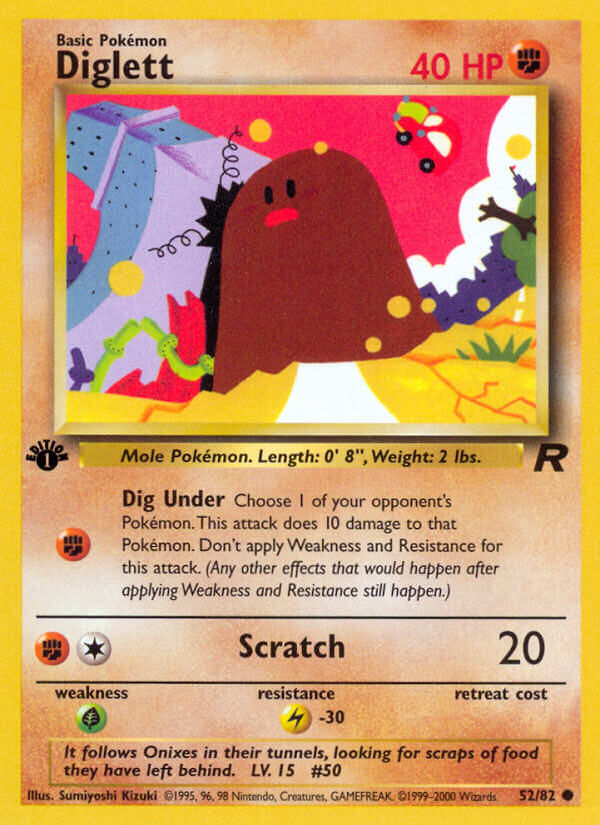 Basic Pokémon
Diglett
40 HP
EDITION
1
Mole Pokémon. Length: 0' 8", Weight: 2 lbs.
R
Dig Under Choose 1 of your opponent's
Pokémon. This attack does 10 damage to that
Pokémon. Don't apply Weakness and Resistance for
this attack. (Any other effects that would happen after
applying Weakness and Resistance still happen.)
Scratch 20
weakness resistance retreat cost
-30
It follows Onixes in their tunnels, looking for scraps of food
they have left behind. LV. 15 #50
Illus. Sumiyoshi Kizuki ©1995, 96, 98 Nintendo, Creatures, GAMEFREAK. ©1999-2000 Wizards. 52/82